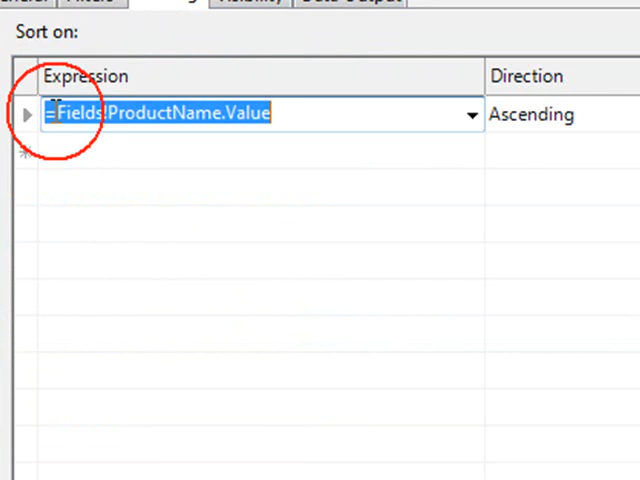 Sort on:
Expression
Direction
=Fields!ProductName.Value
Ascending